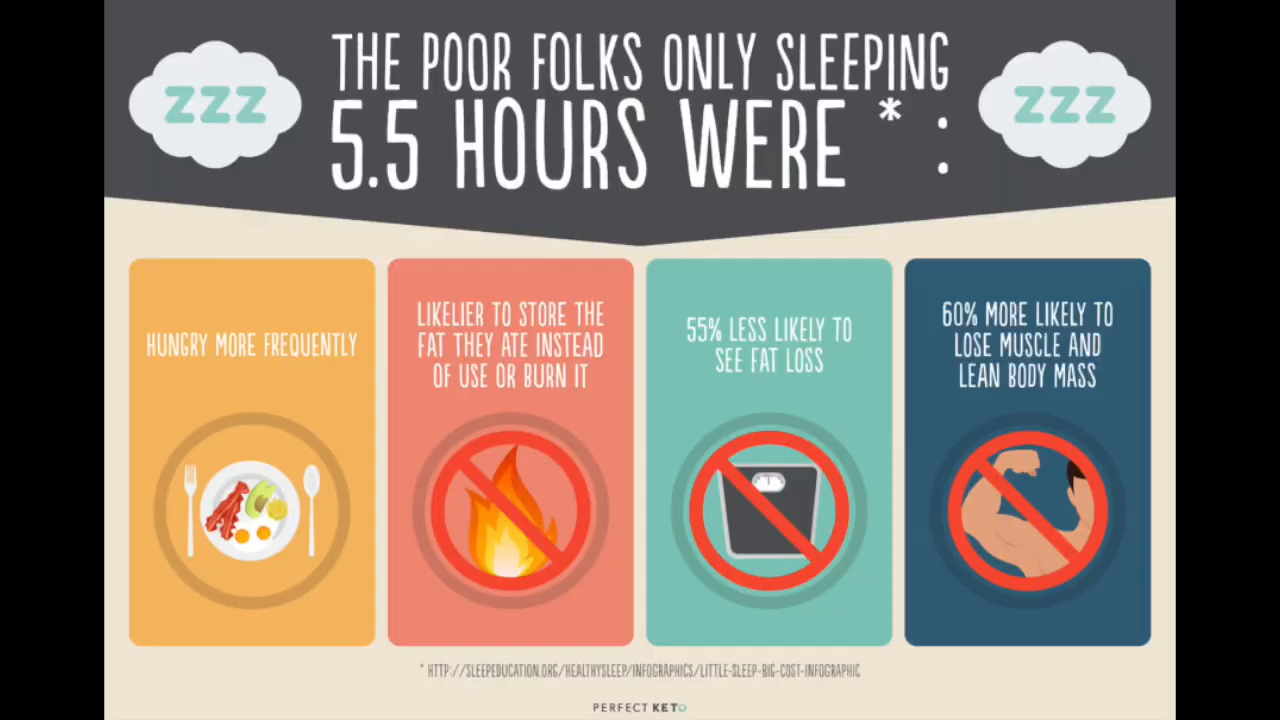 THE POOR FOLKS ONLY SLEEPING
5.5 HOURS WERE * :
ZZZ
ZZZ
HUNGRY MORE FREQUENTLY
LIKELIER TO STORE THE
FAT THEY ATE INSTEAD
OF USE OR BURN IT
55% LESS LIKELY TO
SEE FAT LOSS
60% MORE LIKELY TO
LOSE MUSCLE AND
LEAN BODY MASS
* HTTP://SLEEPEDUCATION.ORG/HEALTHYSLEEP/INFOGRAPHICS/LITTLE-SLEEP-BIG-COST-INFOGRAPHIC
PERFECT KETO